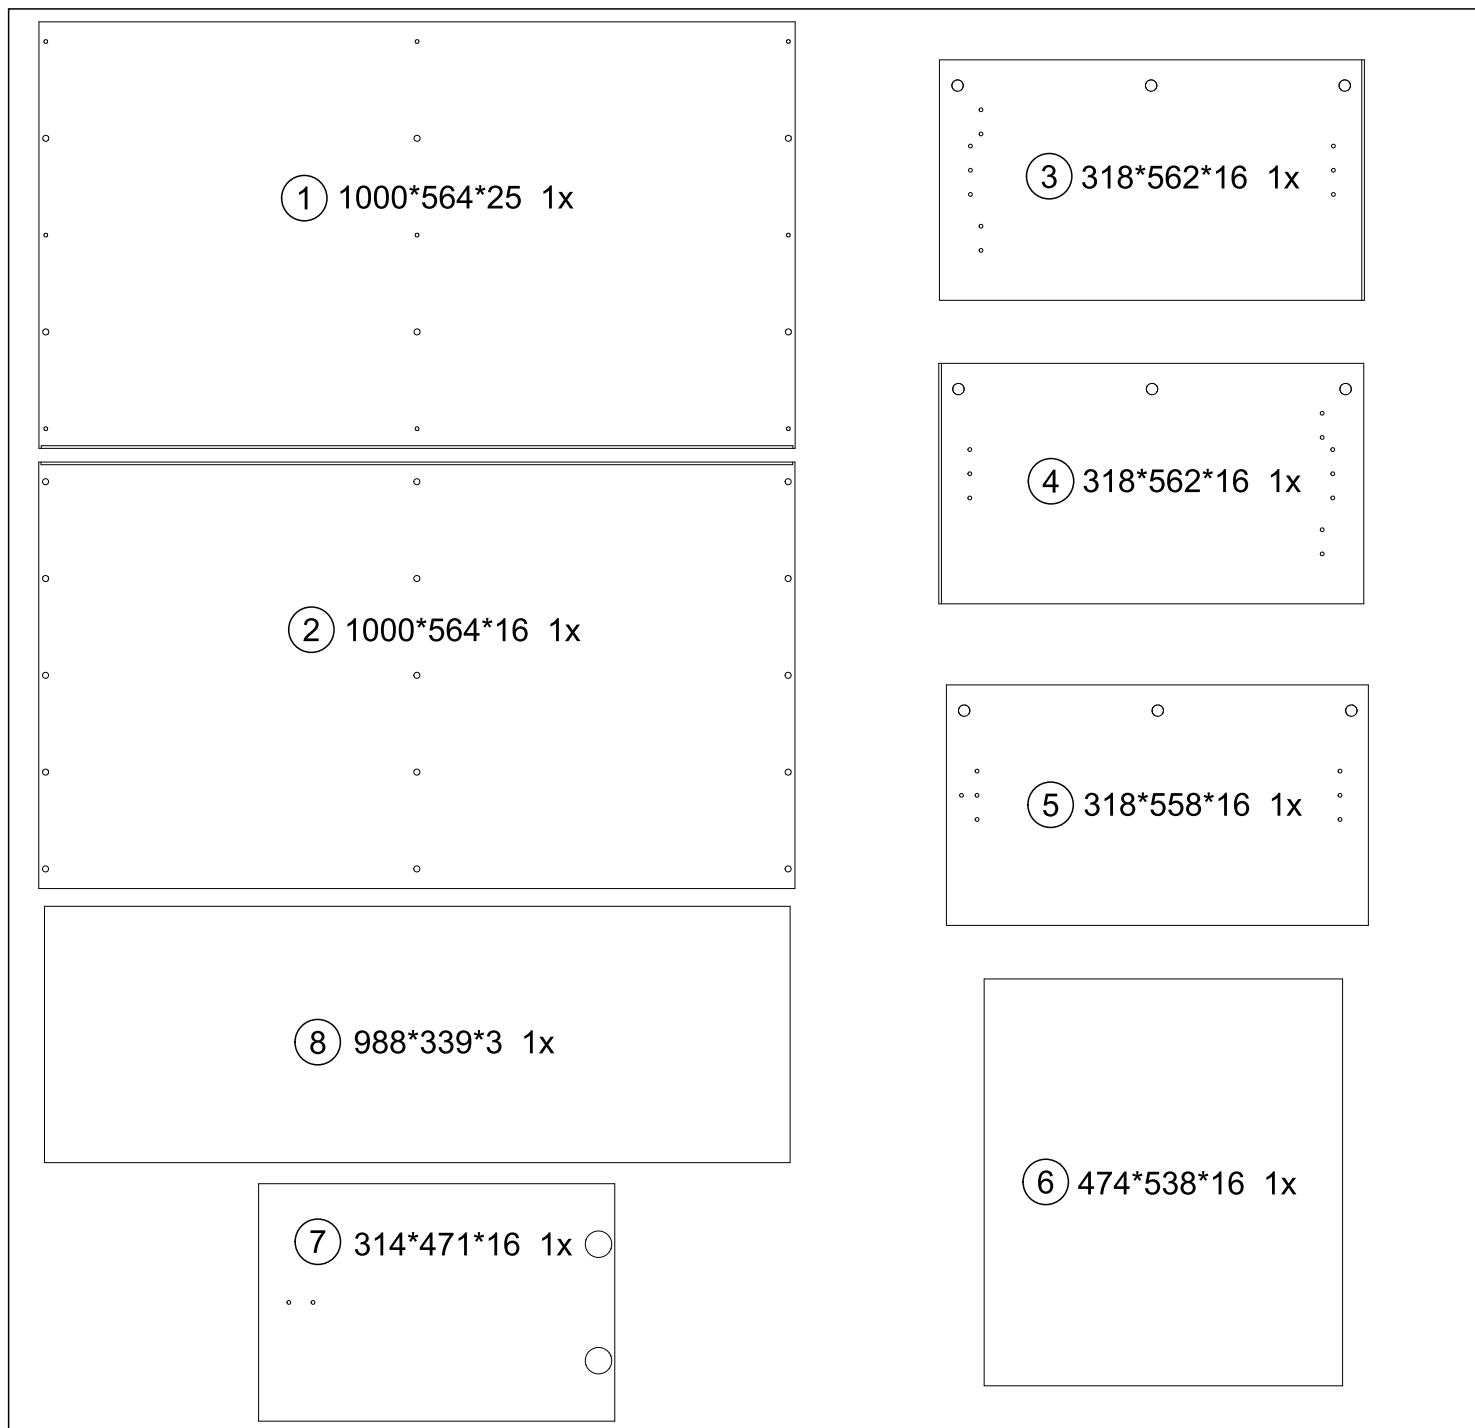 1 1000*564*25 1x
2 1000*564*16 1x
8 988*339*3 1x
7 314*471*16 1x
3 318*562*16 1x
4 318*562*16 1x
5 318*558*16 1x
6 474*538*16 1x